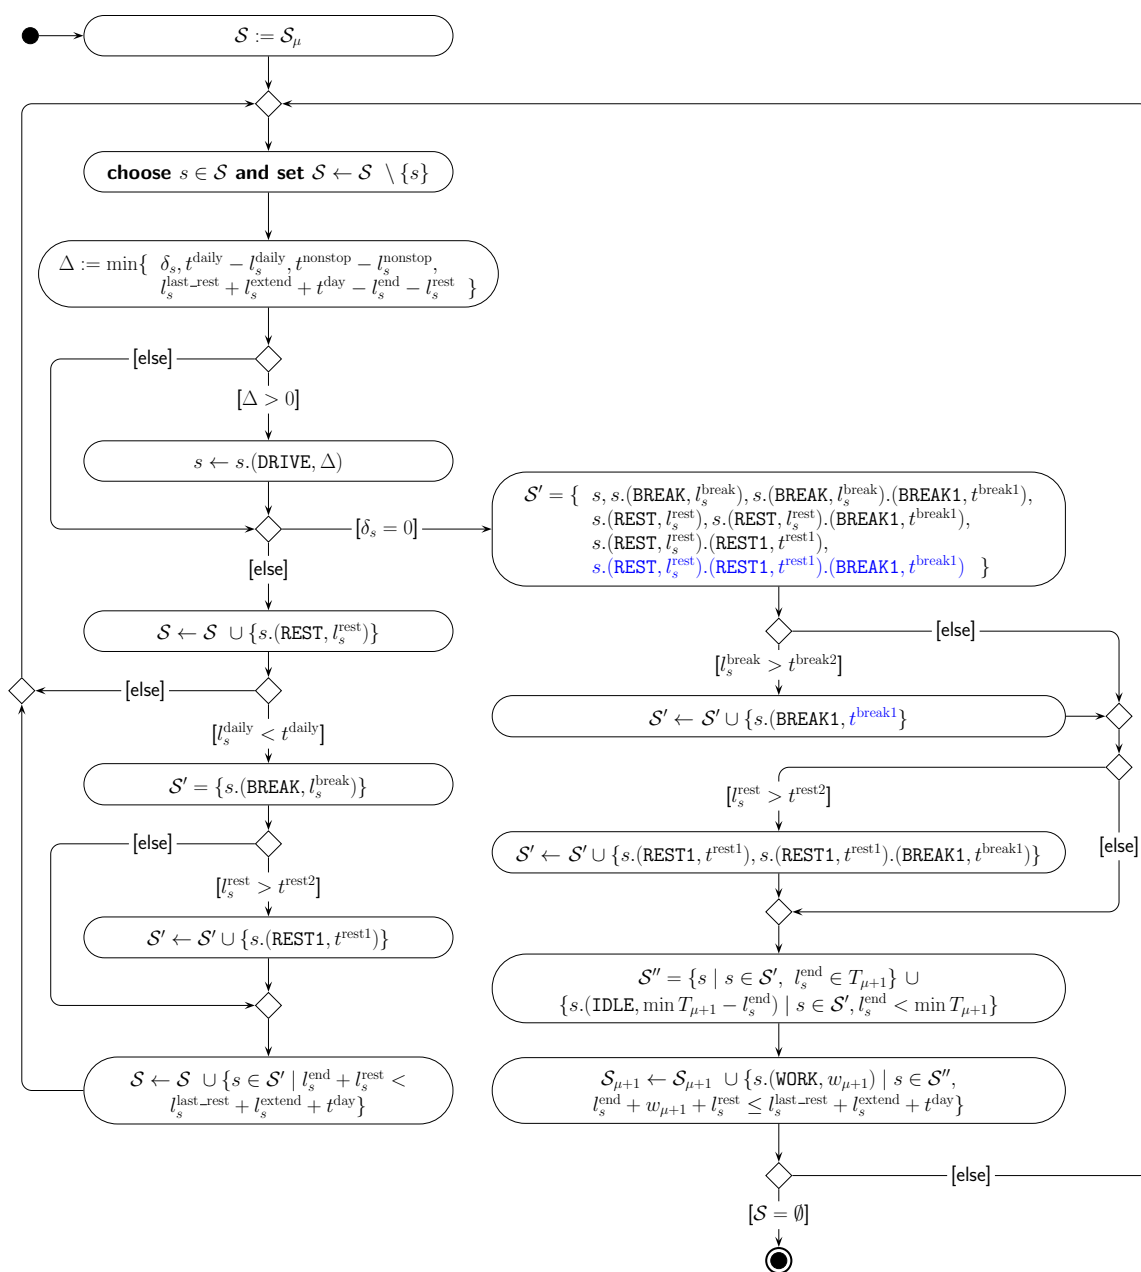 𝒮 := 𝒮_μ
choose s ∈ 𝒮 and set 𝒮 ← 𝒮 \ {s}
Δ := min{ δ_s, t^daily − l_s^daily, t^nonstop − l_s^nonstop,
l_s^last_rest + l_s^extend + t^day − l_s^end − l_s^rest }
[else]
[Δ > 0]
s ← s.(DRIVE, Δ)
[δ_s = 0]
[else]
𝒮 ← 𝒮 ∪ {s.(REST, l_s^rest)}
[else]
[l_s^daily < t^daily]
𝒮′ = {s.(BREAK, l_s^break)}
[else]
[l_s^rest > t^rest2]
𝒮′ ← 𝒮′ ∪ {s.(REST1, t^rest1)}
𝒮 ← 𝒮 ∪ {s ∈ 𝒮′ | l_s^end + l_s^rest <
l_s^last_rest + l_s^extend + t^day}
𝒮′ = { s, s.(BREAK, l_s^break), s.(BREAK, l_s^break).(BREAK1, t^break1),
s.(REST, l_s^rest), s.(REST, l_s^rest).(BREAK1, t^break1),
s.(REST, l_s^rest).(REST1, t^rest1),
s.(REST, l_s^rest).(REST1, t^rest1).(BREAK1, t^break1) }
[else]
[l_s^break > t^break2]
𝒮′ ← 𝒮′ ∪ {s.(BREAK1, t^break1}
[l_s^rest > t^rest2]
[else]
𝒮′ ← 𝒮′ ∪ {s.(REST1, t^rest1), s.(REST1, t^rest1).(BREAK1, t^break1)}
𝒮″ = {s | s ∈ 𝒮′, l_s^end ∈ T_μ+1} ∪
{s.(IDLE, min T_μ+1 − l_s^end) | s ∈ 𝒮′, l_s^end < min T_μ+1}
𝒮_μ+1 ← 𝒮_μ+1 ∪ {s.(WORK, w_μ+1) | s ∈ 𝒮″,
l_s^end + w_μ+1 + l_s^rest ≤ l_s^last_rest + l_s^extend + t^day}
[else]
[𝒮 = ∅]